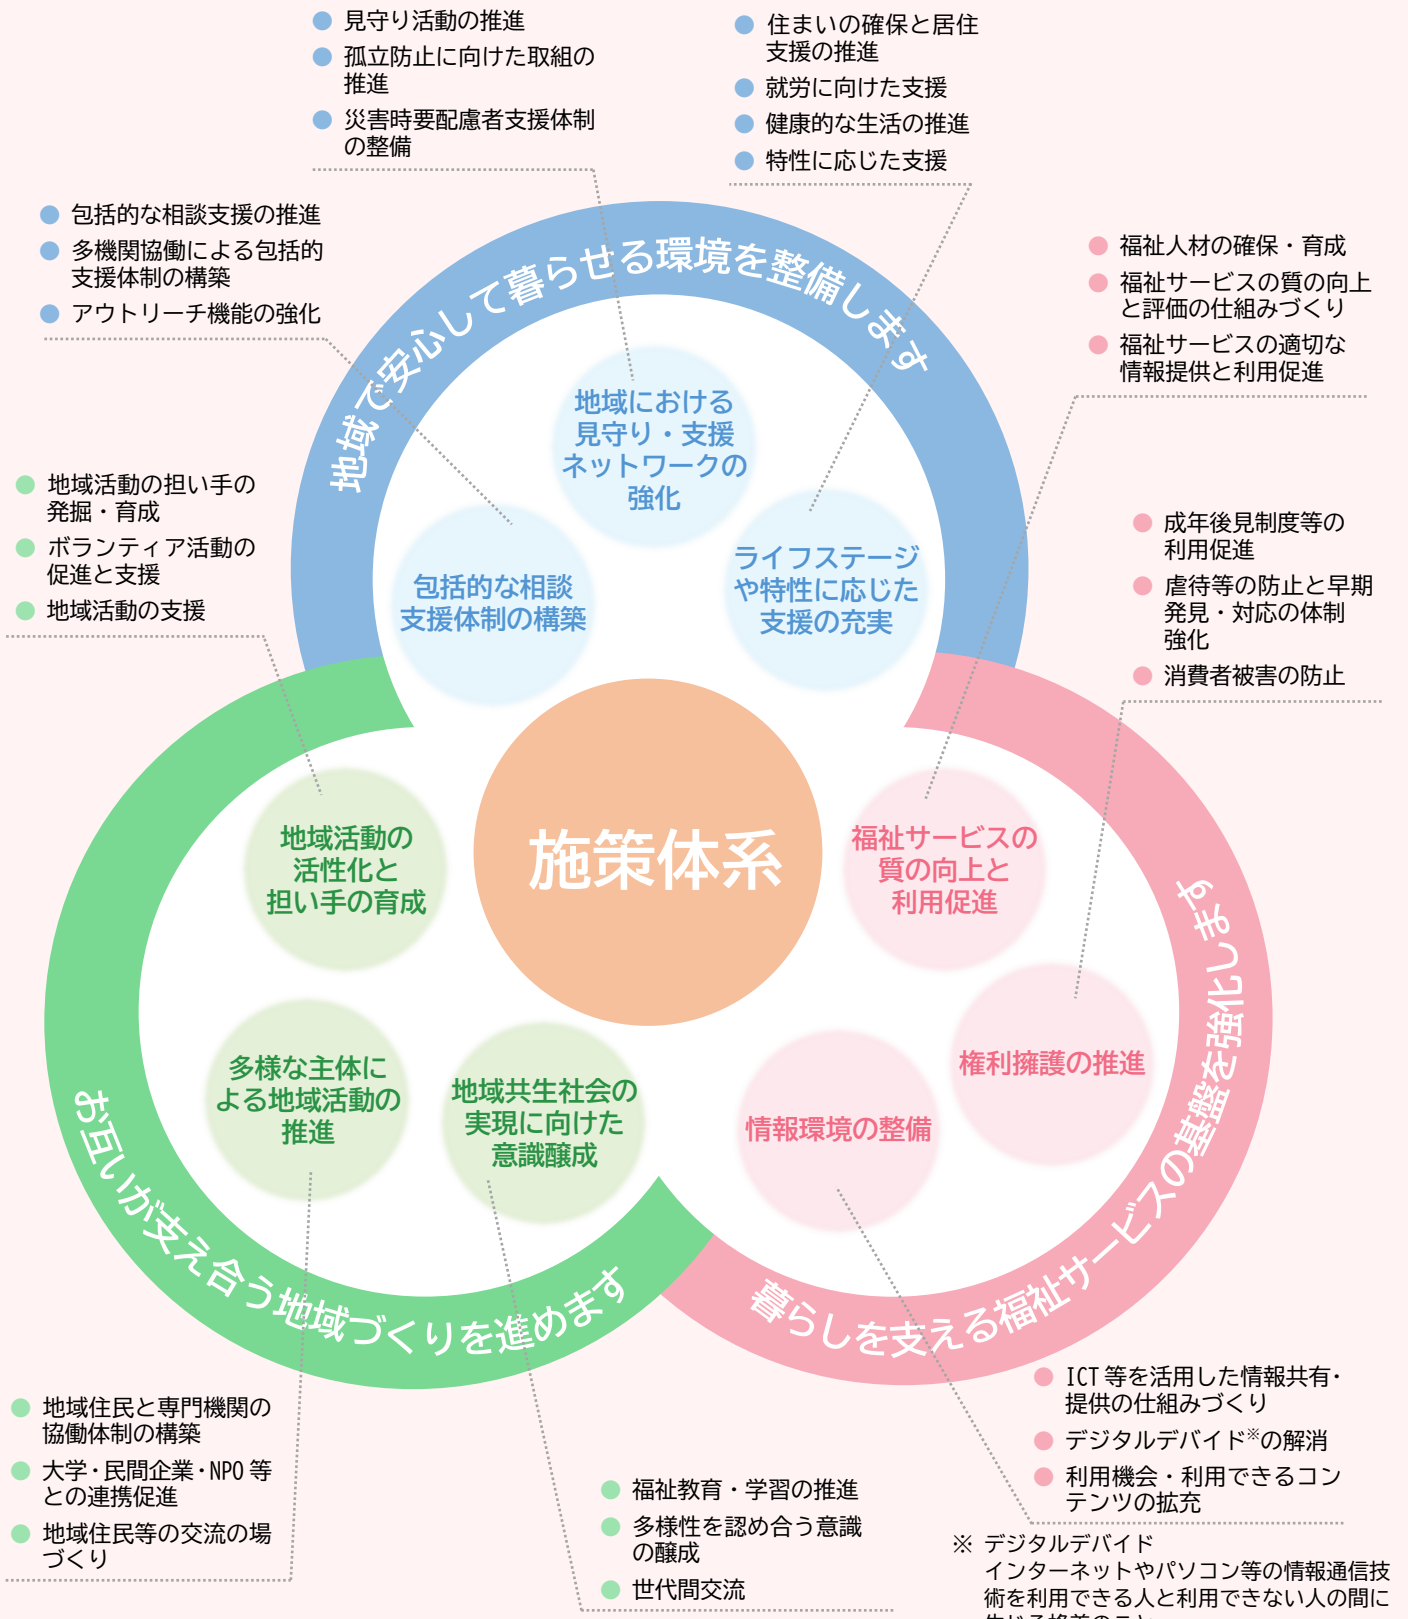 見守り活動の推進
孤立防止に向けた取組の
推進
災害時要配慮者支援体制
の整備
住まいの確保と居住
支援の推進
就労に向けた支援
健康的な生活の推進
特性に応じた支援
包括的な相談支援の推進
多機関協働による包括的
支援体制の構築
アウトリーチ機能の強化
福祉人材の確保・育成
福祉サービスの質の向上
と評価の仕組みづくり
福祉サービスの適切な
情報提供と利用促進
地域で安心して暮らせる環境を整備します
地域における
見守り・支援
ネットワークの
強化
包括的な相談
支援体制の構築
ライフステージ
や特性に応じた
支援の充実
地域活動の担い手の
発掘・育成
ボランティア活動の
促進と支援
地域活動の支援
成年後見制度等の
利用促進
虐待等の防止と早期
発見・対応の体制
強化
消費者被害の防止
施策体系
地域活動の
活性化と
担い手の育成
多様な主体に
よる地域活動の
推進
地域共生社会の
実現に向けた
意識醸成
福祉サービスの
質の向上と
利用促進
権利擁護の推進
情報環境の整備
お互いが支え合う地域づくりを進めます
暮らしを支える福祉サービスの基盤を強化します
地域住民と専門機関の
協働体制の構築
大学・民間企業・NPO 等
との連携促進
地域住民等の交流の場
づくり
福祉教育・学習の推進
多様性を認め合う意識
の醸成
世代間交流
ICT 等を活用した情報共有・
提供の仕組みづくり
デジタルデバイド※の解消
利用機会・利用できるコン
テンツの拡充
※ デジタルデバイド
インターネットやパソコン等の情報通信技
術を利用できる人と利用できない人の間に